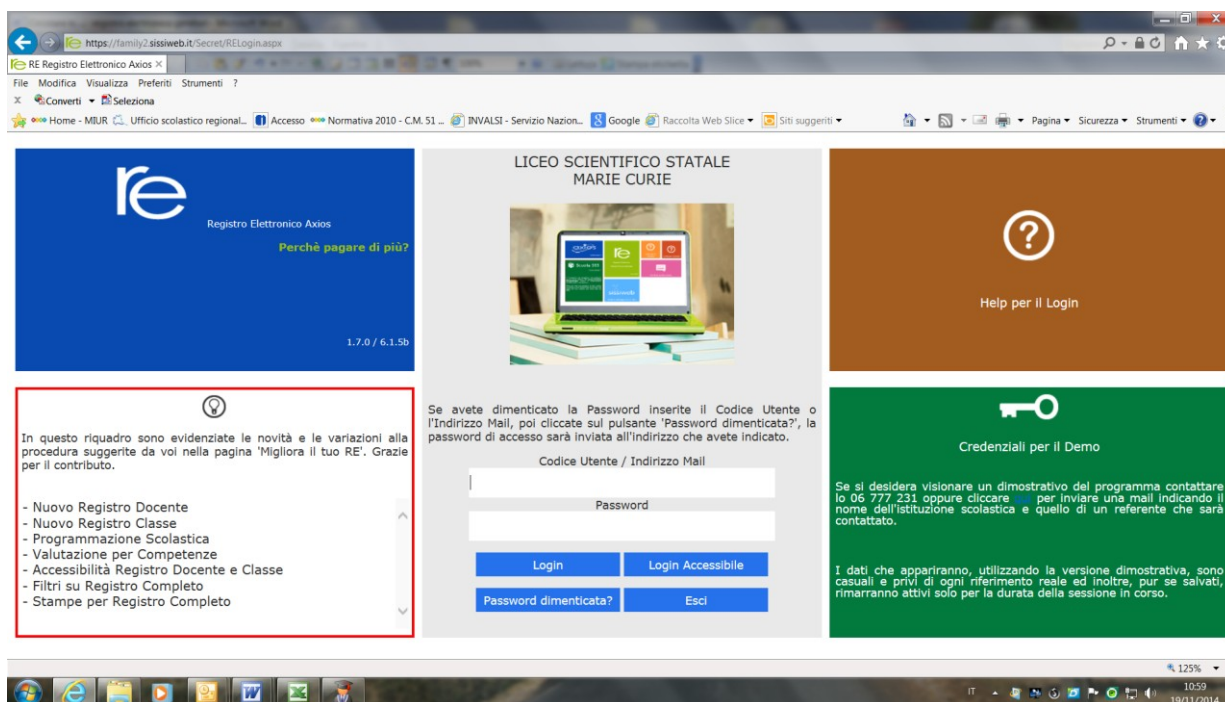 https://family2.sissiweb.it/Secret/RELogin.aspx
RE Registro Elettronico Axios
File Modifica Visualizza Preferiti Strumenti ?
x Converti Seleziona
Home - MIUR Ufficio scolastico regional... Accesso Normativa 2010 - C.M. 51 ... INVALSI - Servizio Nazion... Google Raccolta Web Slice Siti suggeriti Pagina Sicurezza Strumenti
re
Registro Elettronico Axios
Perchè pagare di più?
1.7.0 / 6.1.5b
In questo riquadro sono evidenziate le novità e le variazioni alla
procedura suggerite da voi nella pagina 'Migliora il tuo RE'. Grazie
per il contributo.
- Nuovo Registro Docente
- Nuovo Registro Classe
- Programmazione Scolastica
- Valutazione per Competenze
- Accessibilità Registro Docente e Classe
- Filtri su Registro Completo
- Stampe per Registro Completo
LICEO SCIENTIFICO STATALE
MARIE CURIE
re
Se avete dimenticato la Password inserite il Codice Utente o
l'Indirizzo Mail, poi cliccate sul pulsante 'Password dimenticata?', la
password di accesso sarà inviata all'indirizzo che avete indicato.
Codice Utente / Indirizzo Mail
Password
Login Login Accessibile
Password dimenticata? Esci
?
Help per il Login
Credenziali per il Demo
Se si desidera visionare un dimostrativo del programma contattare
lo 06 777 231 oppure cliccare per inviare una mail indicando il
nome dell'istituzione scolastica e quello di un referente che sarà
contattato.
I dati che appariranno, utilizzando la versione dimostrativa, sono
casuali e privi di ogni riferimento reale ed inoltre, pur se salvati,
rimarranno attivi solo per la durata della sessione in corso.
125%
IT 10:59
19/11/2014